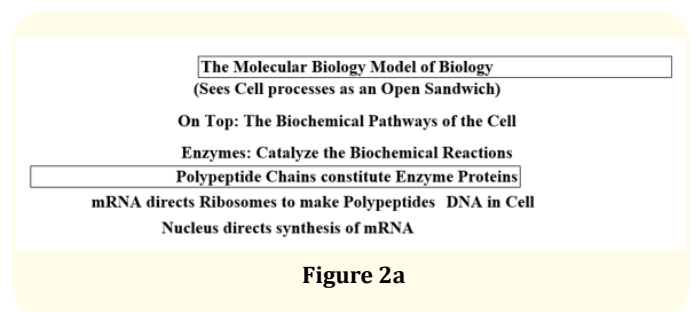 The Molecular Biology Model of Biology
(Sees Cell processes as an Open Sandwich)
On Top: The Biochemical Pathways of the Cell
Enzymes: Catalyze the Biochemical Reactions
Polypeptide Chains constitute Enzyme Proteins
mRNA directs Ribosomes to make Polypeptides DNA in Cell
Nucleus directs synthesis of mRNA
Figure 2a